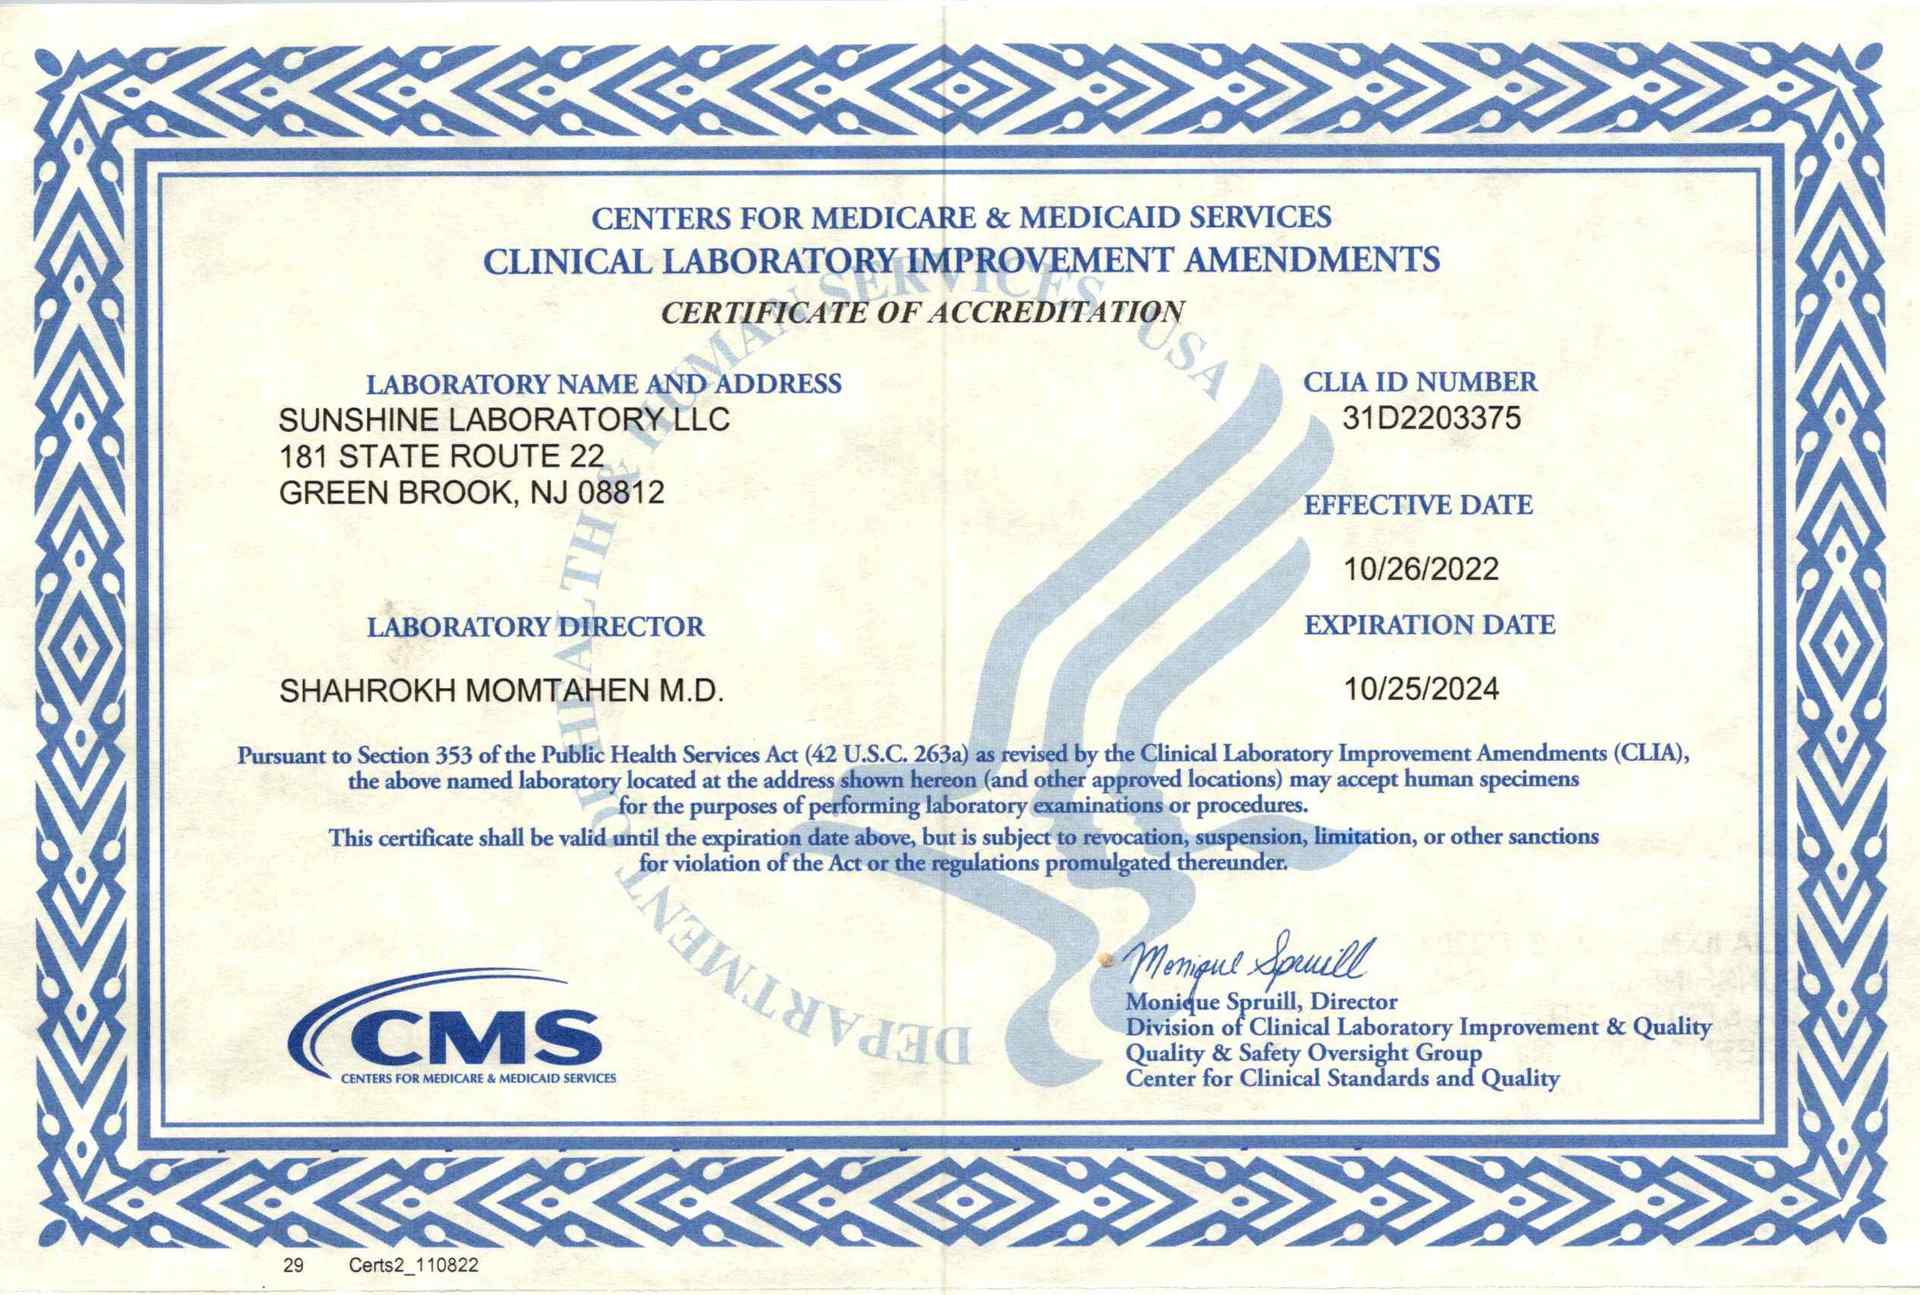 CENTERS FOR MEDICARE & MEDICAID SERVICES
CLINICAL LABORATORY IMPROVEMENT AMENDMENTS
CERTIFICATE OF ACCREDITATION
LABORATORY NAME AND ADDRESS
SUNSHINE LABORATORY LLC
181 STATE ROUTE 22
GREEN BROOK, NJ 08812
CLIA ID NUMBER
31D2203375
EFFECTIVE DATE
10/26/2022
LABORATORY DIRECTOR
SHAHROKH MOMTAHEN M.D.
EXPIRATION DATE
10/25/2024
Pursuant to Section 353 of the Public Health Services Act (42 U.S.C. 263a) as revised by the Clinical Laboratory Improvement Amendments (CLIA),
the above named laboratory located at the address shown hereon (and other approved locations) may accept human specimens
for the purposes of performing laboratory examinations or procedures.
This certificate shall be valid until the expiration date above, but is subject to revocation, suspension, limitation, or other sanctions
for violation of the Act or the regulations promulgated thereunder.
DEPARTMENT OF HEALTH & HUMAN SERVICES USA
CMS
CENTERS FOR MEDICARE & MEDICAID SERVICES
Monique Spruill
Monique Spruill, Director
Division of Clinical Laboratory Improvement & Quality
Quality & Safety Oversight Group
Center for Clinical Standards and Quality
29 Certs2_110822